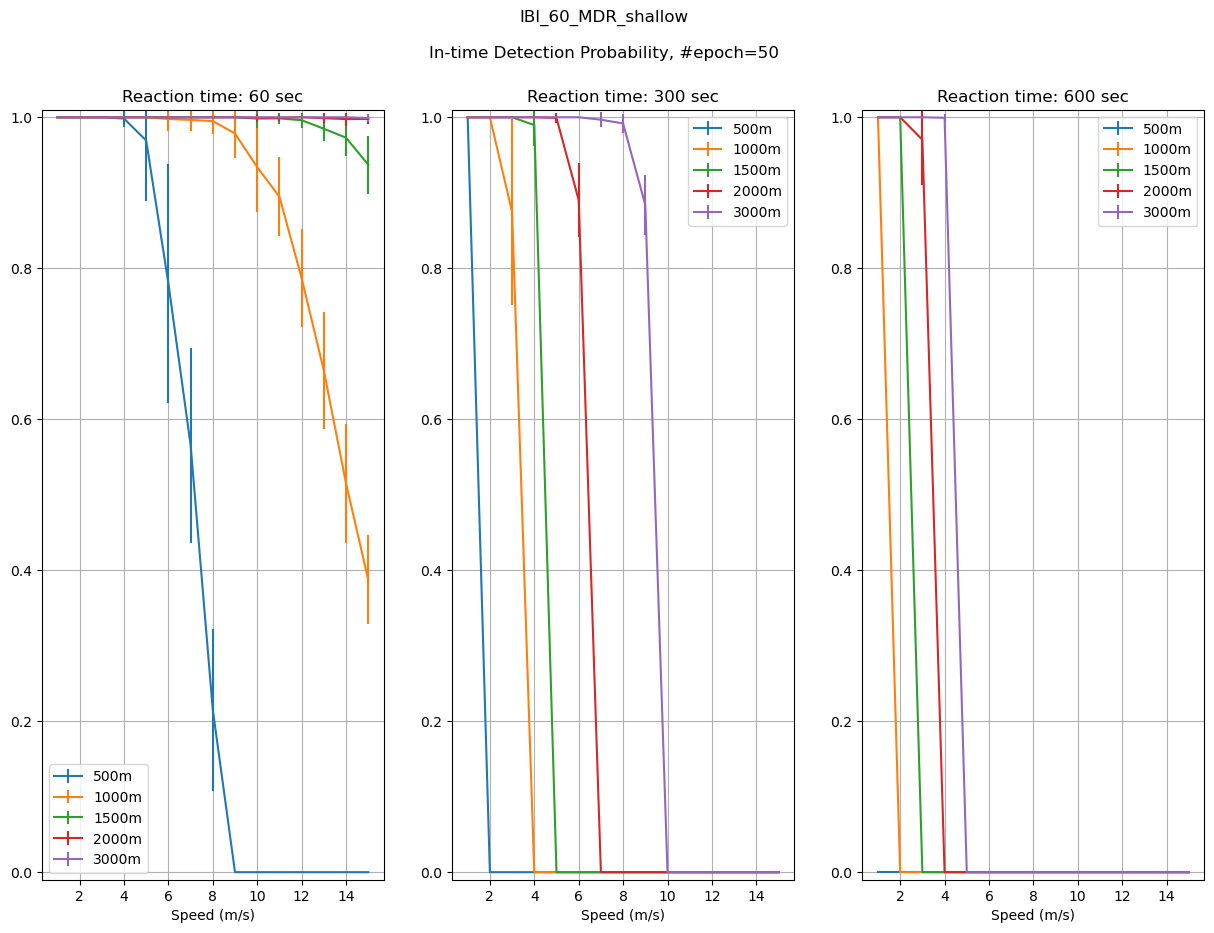 IBI_60_MDR_shallow
In-time Detection Probability, #epoch=50
Reaction time: 60 sec
1.0
0.8
0.6
0.4
0.2
0.0
500m
1000m
1500m
2000m
3000m
2 4 6 8 10 12 14
Speed (m/s)
Reaction time: 300 sec
1.0
0.8
0.6
0.4
0.2
0.0
500m
1000m
1500m
2000m
3000m
2 4 6 8 10 12 14
Speed (m/s)
Reaction time: 600 sec
1.0
0.8
0.6
0.4
0.2
0.0
500m
1000m
1500m
2000m
3000m
2 4 6 8 10 12 14
Speed (m/s)